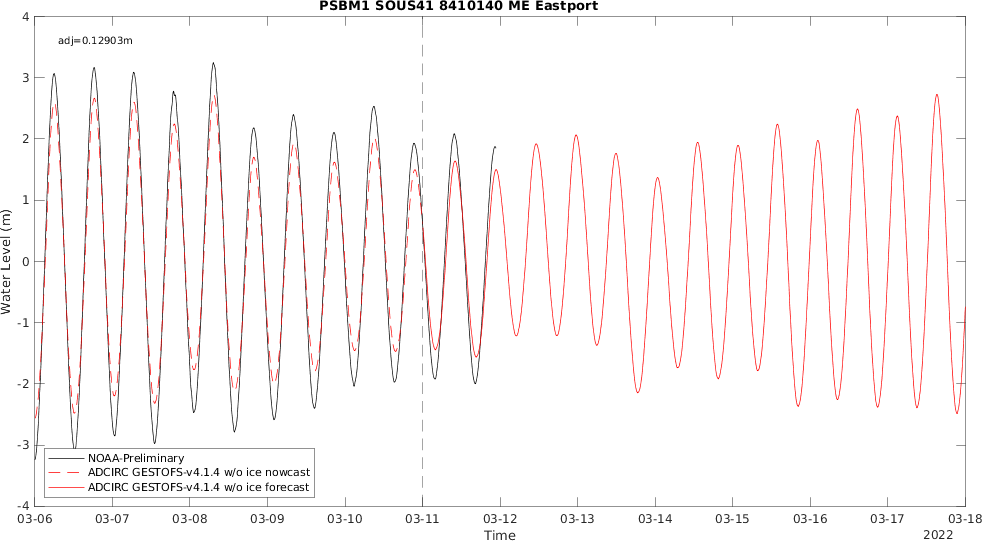 PSBM1 SOUS41 8410140 ME Eastport
adj=0.12903m
4
3
2
1
0
-1
-2
-3
-4
Water Level (m)
NOAA-Preliminary
ADCIRC GESTOFS-v4.1.4 w/o ice nowcast
ADCIRC GESTOFS-v4.1.4 w/o ice forecast
03-06 03-07 03-08 03-09 03-10 03-11 03-12 03-13 03-14 03-15 03-16 03-17 03-18
Time
2022